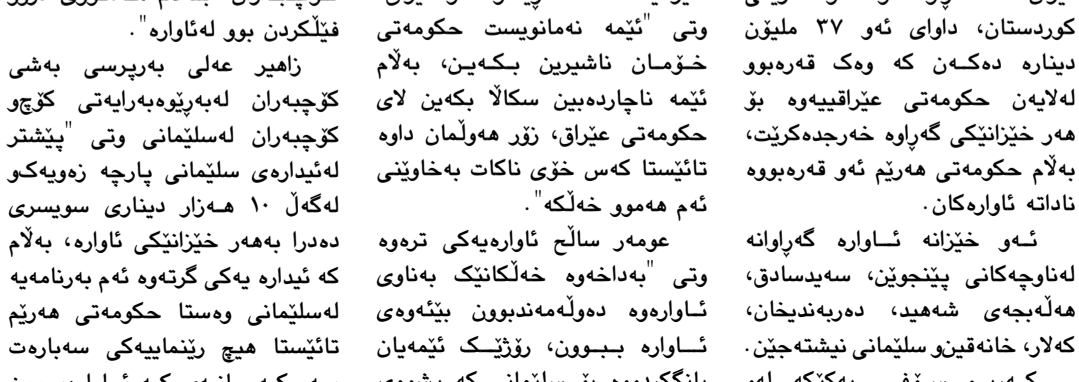 کوردستان، داوای ئەو ٣٧ ملیۆن
دینارە دەکەن کە وەک قەرەبوو
لەلایەن حکومەتی عێراقییەوە بۆ
هەر خێزانێکی گەڕاوە خەرجدەکرێت،
بەڵام حکومەتی هەرێم ئەو قەرەبووە
ناداتە ئاوارەکان.
ئەو خێزانە ئاوارە گەڕاوانە
لەناوچەکانی پێنجوێن، سەیدسادق،
هەڵەبجەی شەهید، دەربەندیخان،
کەلار، خانەقین‌و سلێمانی نیشتەجێن.
وتی "ئێمە نەمانویست حکومەتی
خۆمان ناشیرین بکەین، بەڵام
ئێمە ناچاردەبین سکاڵا بکەین لای
حکومەتی عێراق، زۆر هەوڵمان داوە
تائێستا کەس خۆی ناکات بەخاوێنی
ئەم هەموو خەڵکە".
عومەر ساڵح ئاوارەیەکی ترەوە
وتی "بەداخەوە خەڵکانێک بەناوی
ئاوارەوە دەوڵەمەندبوون بێئەوەی
ئاوارە ببوون، رۆژێک ئێمەیان
فێڵکردن بوو لەئاوارە".
زاهیر عەلی بەرپرسی بەشی
کۆچبەران لەبەڕێوەبەرایەتی کۆچ‌و
کۆچبەران لەسلێمانی وتی "پێشتر
لەئیدارەی سلێمانی پارچە زەوییەک‌و
لەگەڵ ١٠ هەزار دیناری سویسری
دەدرا بەهەر خێزانێکی ئاوارە، بەڵام
کە ئیدارە یەکی گرتەوە ئەم بەرنامەیە
لەسلێمانی وەستا حکومەتی هەرێم
تائێستا هیچ رێنماییەکی سەبارەت